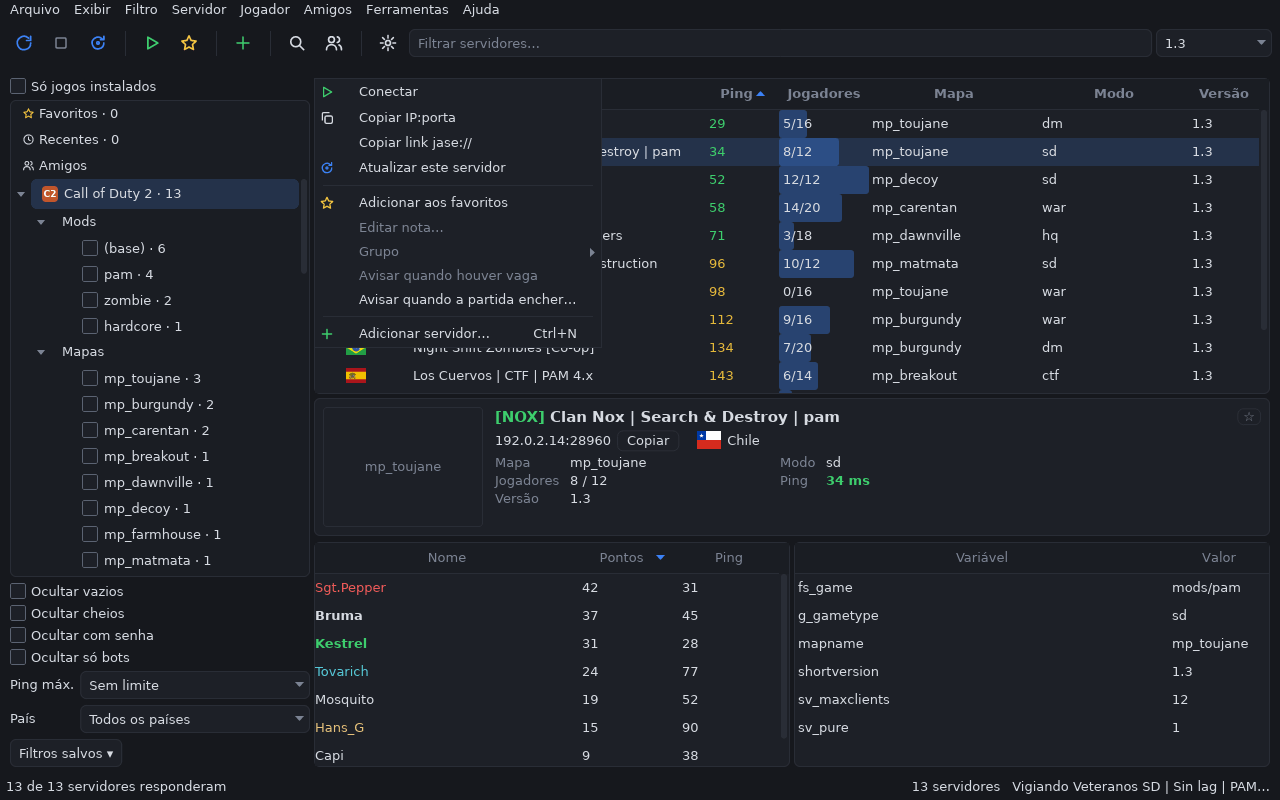 Arquivo Exibir Filtro Servidor Jogador Amigos Ferramentas Ajuda
Filtrar servidores… 1.3
Só jogos instalados
Favoritos · 0
Recentes · 0
Amigos
C2 Call of Duty 2 · 13
Mods
(base) · 6
pam · 4
zombie · 2
hardcore · 1
Mapas
mp_toujane · 3
mp_burgundy · 2
mp_carentan · 2
mp_breakout · 1
mp_dawnville · 1
mp_decoy · 1
mp_farmhouse · 1
mp_matmata · 1
Ocultar vazios
Ocultar cheios
Ocultar com senha
Ocultar só bots
Ping máx. Sem limite
País Todos os países
Filtros salvos ▾
Conectar
Copiar IP:porta
Copiar link jase://
Atualizar este servidor
Adicionar aos favoritos
Editar nota…
Grupo
Avisar quando houver vaga
Avisar quando a partida encher…
Adicionar servidor… Ctrl+N
Ping Jogadores Mapa Modo Versão
29 5/16 mp_toujane dm 1.3
estroy | pam 34 8/12 mp_toujane sd 1.3
52 12/12 mp_decoy sd 1.3
58 14/20 mp_carentan war 1.3
ers 71 3/18 mp_dawnville hq 1.3
struction 96 10/12 mp_matmata sd 1.3
98 0/16 mp_toujane war 1.3
112 9/16 mp_burgundy war 1.3
Night Shift Zombies [Co-op] 134 7/20 mp_burgundy dm 1.3
Los Cuervos | CTF | PAM 4.x 143 6/14 mp_breakout ctf 1.3
mp_toujane
[NOX] Clan Nox | Search & Destroy | pam
☆
192.0.2.14:28960 Copiar Chile
Mapa mp_toujane Modo sd
Jogadores 8 / 12 Ping 34 ms
Versão 1.3
Nome Pontos Ping
Sgt.Pepper 42 31
Bruma 37 45
Kestrel 31 28
Tovarich 24 77
Mosquito 19 52
Hans_G 15 90
Capi 9 38
Variável Valor
fs_game mods/pam
g_gametype sd
mapname mp_toujane
shortversion 1.3
sv_maxclients 12
sv_pure 1
13 de 13 servidores responderam
13 servidores Vigiando Veteranos SD | Sin lag | PAM…